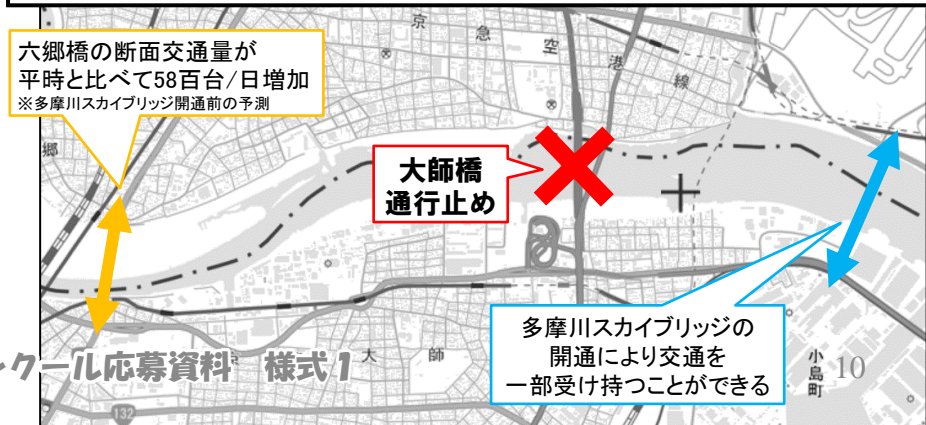 六郷橋の断面交通量が
平時と比べて58百台/日増加
※多摩川スカイブリッジ開通前の予測
京急空港線
郷
大師橋
通行止め
多摩川スカイブリッジの
開通により交通を
一部受け持つことができる
大師
小島町
132
クール応募資料 様式1
10